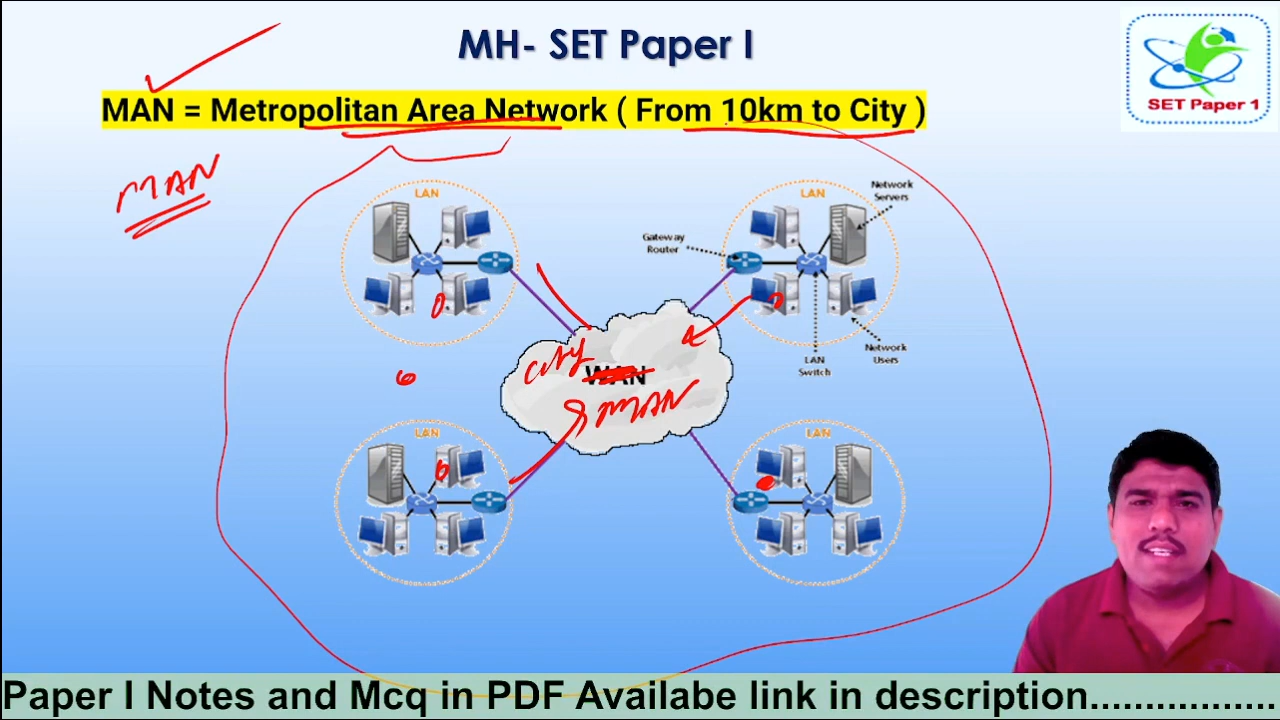 MH- SET Paper I
SET Paper 1
MAN = Metropolitan Area Network ( From 10km to City )
MAN
LAN
LAN
Network
Servers
Gateway
Router
City
WAN
MAN
LAN
Switch
Network
Users
LAN
LAN
Paper I Notes and Mcq in PDF Availabe link in description.................